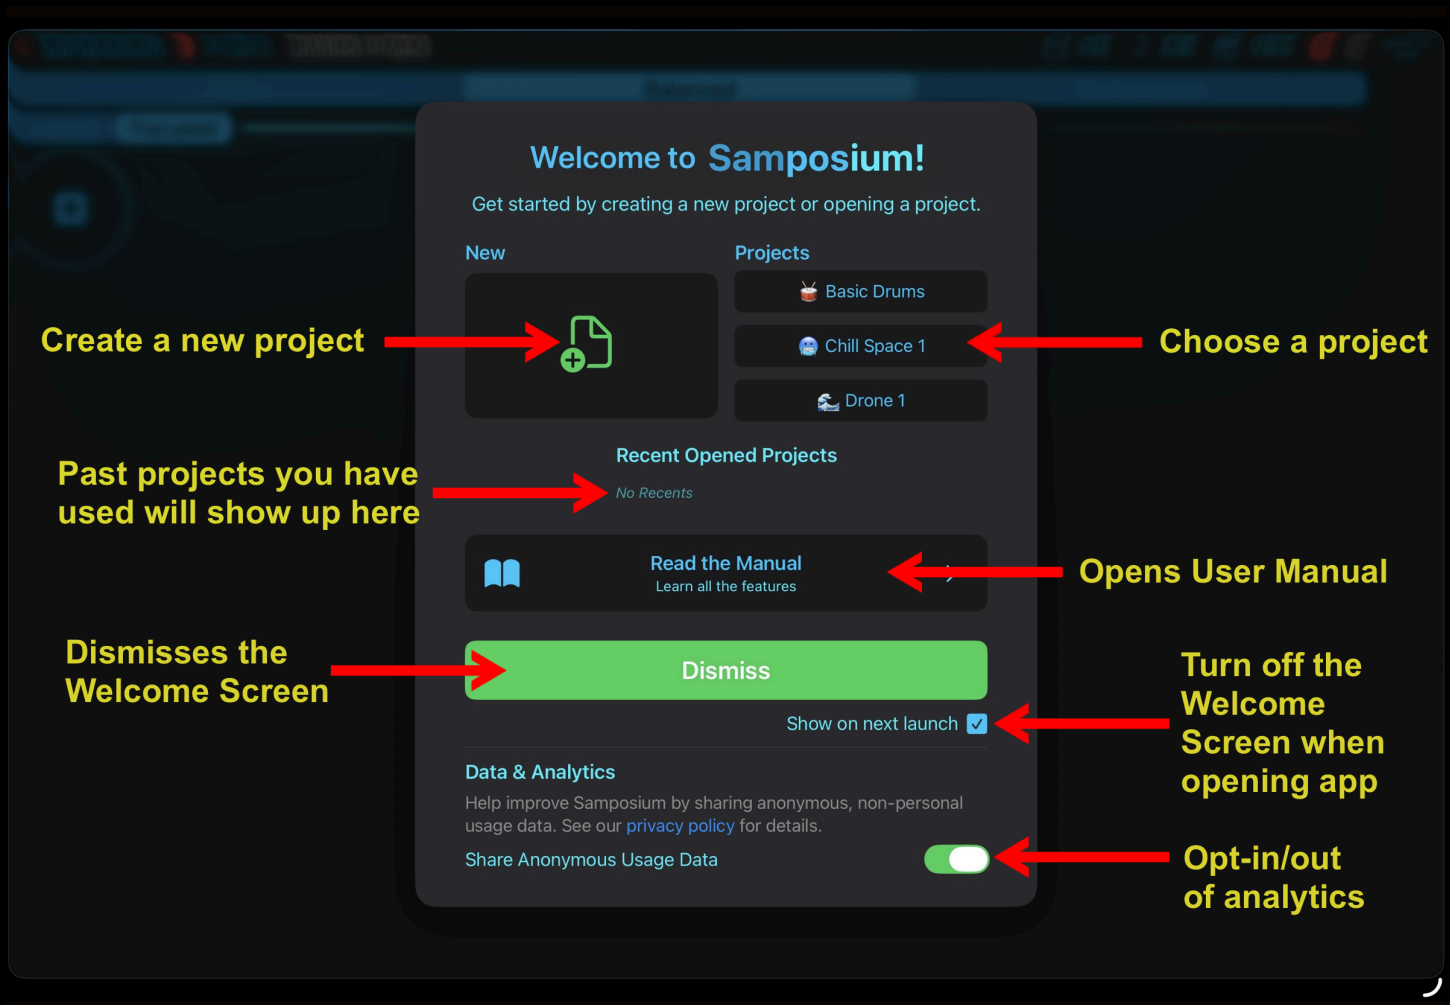 Balanced
Welcome to Samposium!
Get started by creating a new project or opening a project.
New
Projects
Basic Drums
Create a new project
Chill Space 1
Choose a project
Drone 1
Recent Opened Projects
Past projects you have
used will show up here
No Recents
Read the Manual
Learn all the features
Opens User Manual
Dismisses the
Welcome Screen
Dismiss
Turn off the
Welcome
Screen when
opening app
Show on next launch
Data & Analytics
Help improve Samposium by sharing anonymous, non-personal
usage data. See our privacy policy for details.
Share Anonymous Usage Data
Opt-in/out
of analytics